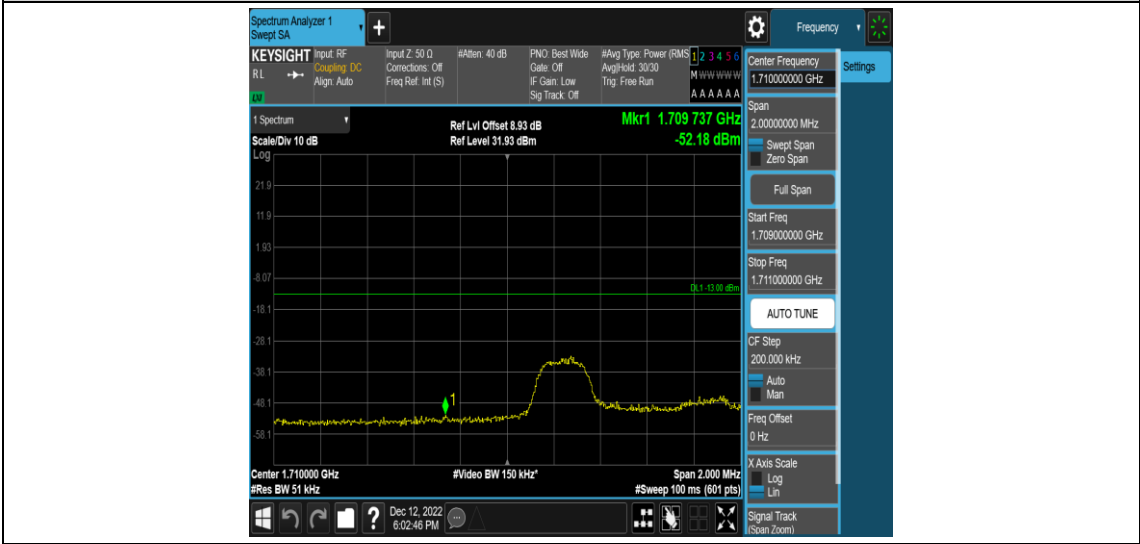 Spectrum Analyzer 1
Swept SA
+
Frequency
KEYSIGHT Input: RF
RL
Coupling: DC
Align: Auto
Input Z: 50 Ω
Corrections: Off
Freq Ref: Int (S)
#Atten: 40 dB
PNO: Best Wide
Gate: Off
IF Gain: Low
Sig Track: Off
#Avg Type: Power (RMS
Avg|Hold: 30/30
Trig: Free Run
1 2 3 4 5 6
M W W W W W
A A A A A A
1 Spectrum
Scale/Div 10 dB
Ref Lvl Offset 8.93 dB
Ref Level 31.93 dBm
Mkr1 1.709 737 GHz
-52.18 dBm
Log
21.9
11.9
1.93
-8.07
DL1 -13.00 dBm
-18.1
-28.1
-38.1
-48.1
1
-58.1
Center 1.710000 GHz
#Res BW 51 kHz
#Video BW 150 kHz*
Span 2.000 MHz
#Sweep 100 ms (601 pts)
?
Dec 12, 2022
6:02:46 PM
Center Frequency
1.710000000 GHz
Settings
Span
2.00000000 MHz
Swept Span
Zero Span
Full Span
Start Freq
1.709000000 GHz
Stop Freq
1.711000000 GHz
AUTO TUNE
CF Step
200.000 kHz
Auto
Man
Freq Offset
0 Hz
X Axis Scale
Log
Lin
Signal Track
(Span Zoom)